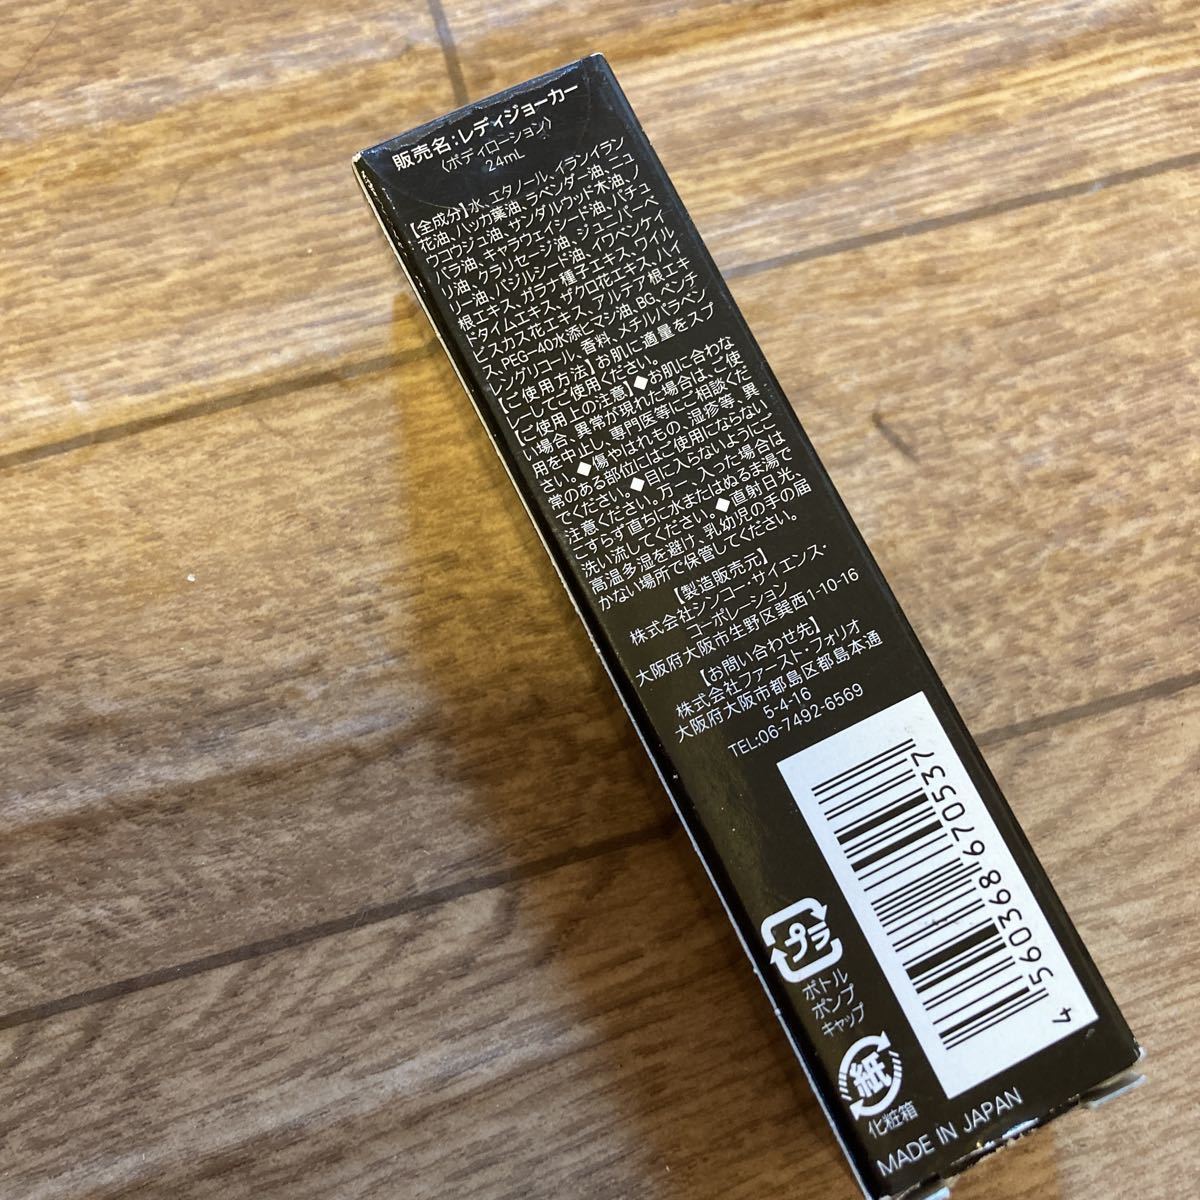 販売名:レディジョーカー
〈ボディローション〉
24mL
【全成分】水、エタノール、イランイラン
花油、ハッカ葉油、ラベンダー油、ニュ
ウコウジュ油、サンダルウッド木油、ノ
バラ油、キャラウェイシード油、パチュ
リ油、クラリセージ油、ジュニパーベ
リー油、バジルシード油、イワベンケイ
根エキス、ガラナ種子エキス、ワイル
ドタイムエキス、ザクロ花エキス、ハイ
ビスカス花エキス、アルテア根エキ
ス、PEG-40水添ヒマシ油、BG、ペンチ
レングリコール、香料、メチルパラベン
【ご使用方法】お肌に適量をスプ
レーしてご使用ください。
【ご使用上の注意】◆お肌に合わな
い場合、異常が現れた場合は、ご使
用を中止し、専門医等にご相談くだ
さい。◆傷やはれもの、湿疹等、異
常のある部位にはご使用にならない
でください。◆目に入らないようにご
注意ください。万一、入った場合は
こすらず直ちに水またはぬるま湯で
洗い流してください。◆直射日光、
高温多湿を避け、乳幼児の手の届
かない場所で保管してください。
【製造販売元】
株式会社シンコー・サイエンス・
コーポレーション
大阪府大阪市生野区巽西1-10-16
【お問い合わせ先】
株式会社ファースト・フォリオ
大阪府大阪市都島区都島本通
5-4-16
TEL:06-7492-6569
4 560368 670537
プラ
ボトル
ポンプ
キャップ
紙
化粧箱
MADE IN JAPAN